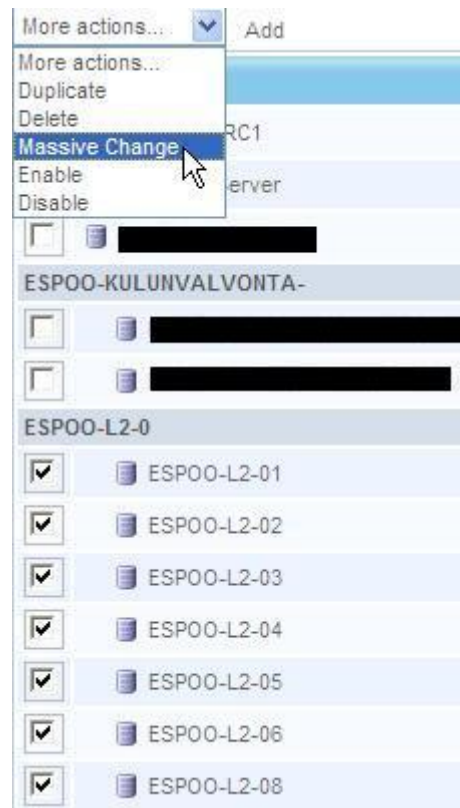 More actions... Add
More actions...
Duplicate
Delete
Massive Change
RC1
Enable
erver
Disable
ESPOO-KULUNVALVONTA-
ESPOO-L2-0
ESPOO-L2-01
ESPOO-L2-02
ESPOO-L2-03
ESPOO-L2-04
ESPOO-L2-05
ESPOO-L2-06
ESPOO-L2-08